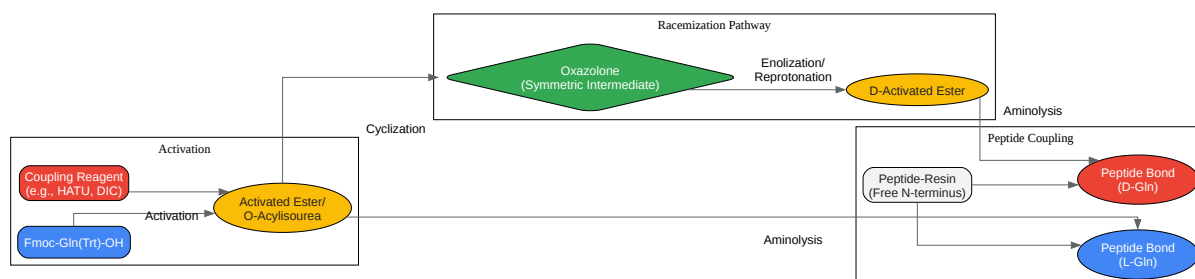 Racemization Pathway
Oxazolone
(Symmetric Intermediate)
Enolization/
Reprotonation
D-Activated Ester
Aminolysis
Cyclization
Activation
Coupling Reagent
(e.g., HATU, DIC)
Activated Ester/
O-Acylisourea
Activation
Fmoc-Gln(Trt)-OH
Aminolysis
Peptide Coupling
Peptide-Resin
(Free N-terminus)
Peptide Bond
(D-Gln)
Peptide Bond
(L-Gln)